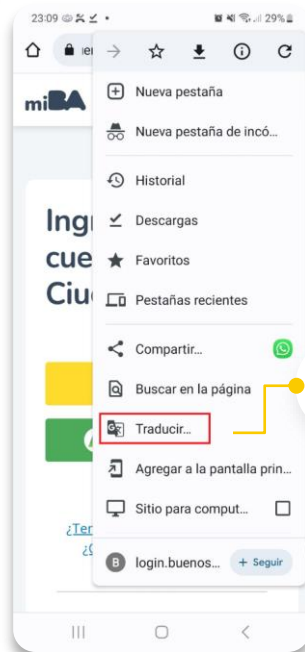 23:09
29%
miBA
Nueva pestaña
Nueva pestaña de incó...
Historial
Ing
Descargas
cue
Favoritos
Ciu
Pestañas recientes
Compartir...
Buscar en la página
Traducir...
Agregar a la pantalla prin...
Sitio para comput...
¿Ter
B login.buenos... + Seguir